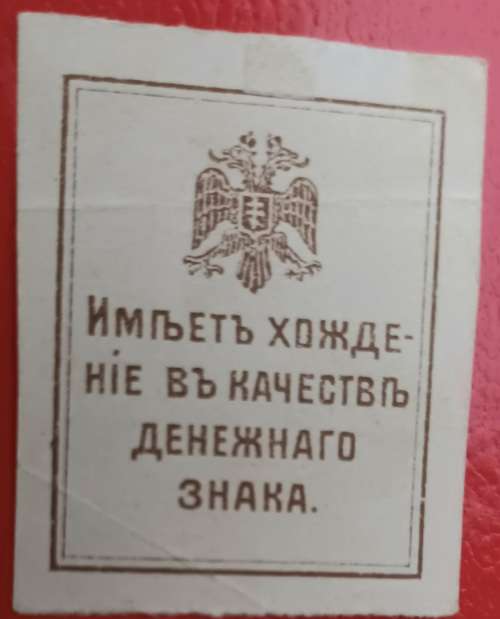 Имѣетъ хожде-
ніе въ качествѣ
денежнаго
знака.